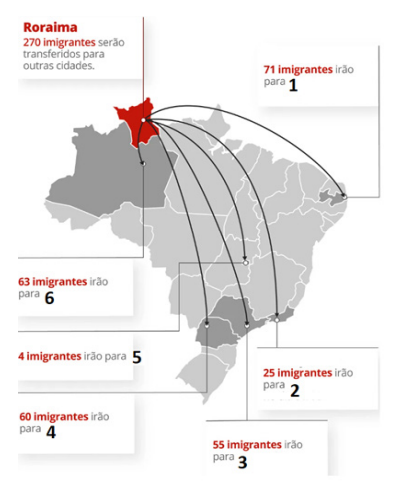 Roraima
270 imigrantes serão
transferidos para
outras cidades.
71 imigrantes irão
para 1
63 imigrantes irão
para 6
4 imigrantes irão para 5
25 imigrantes irão
para 2
60 imigrantes irão
para 4
55 imigrantes irão
para 3